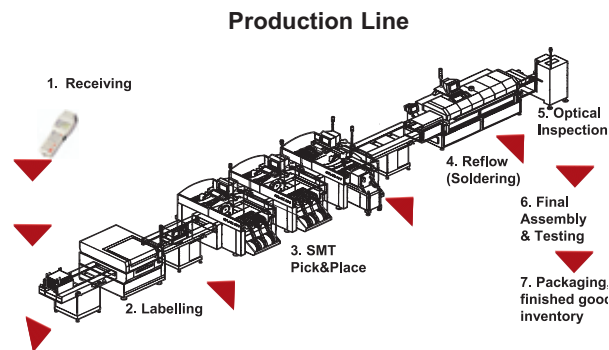 Production Line
1. Receiving
2. Labelling
3. SMT
Pick&Place
4. Reflow
(Soldering)
5. Optical
Inspection
6. Final
Assembly
& Testing
7. Packaging,
finished good
inventory